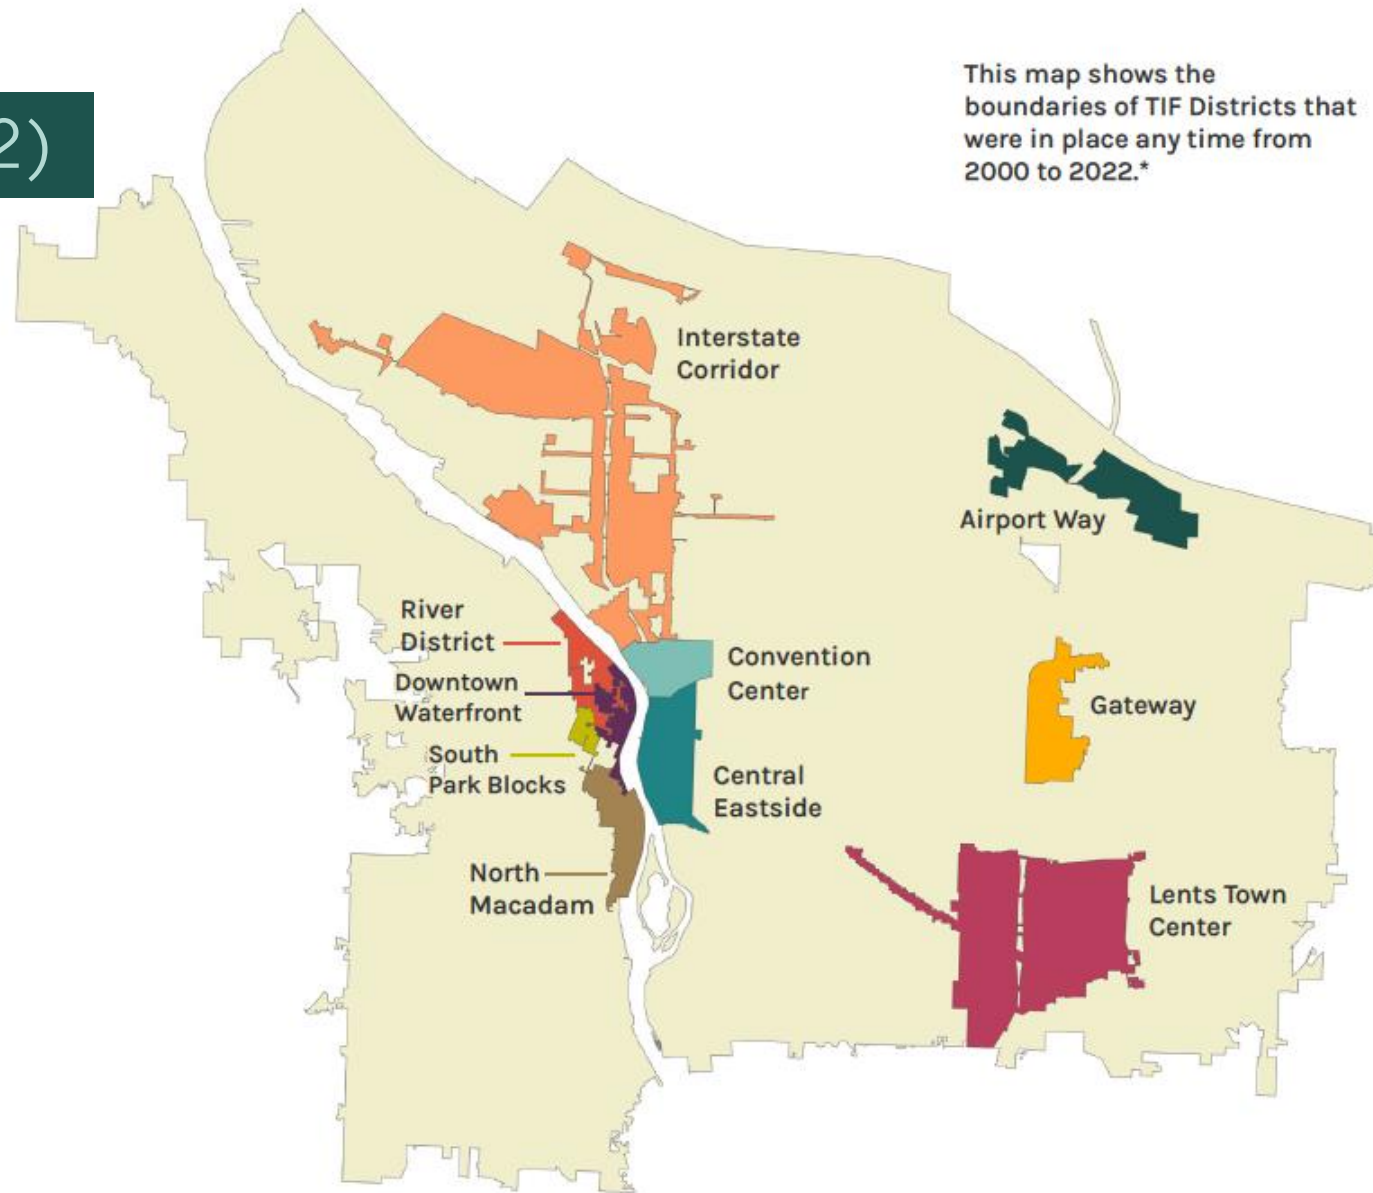 2)
This map shows the
boundaries of TIF Districts that
were in place any time from
2000 to 2022.*
Interstate
Corridor
Airport Way
River
District
Downtown
Waterfront
South
Park Blocks
Convention
Center
Gateway
Central
Eastside
North
Macadam
Lents Town
Center